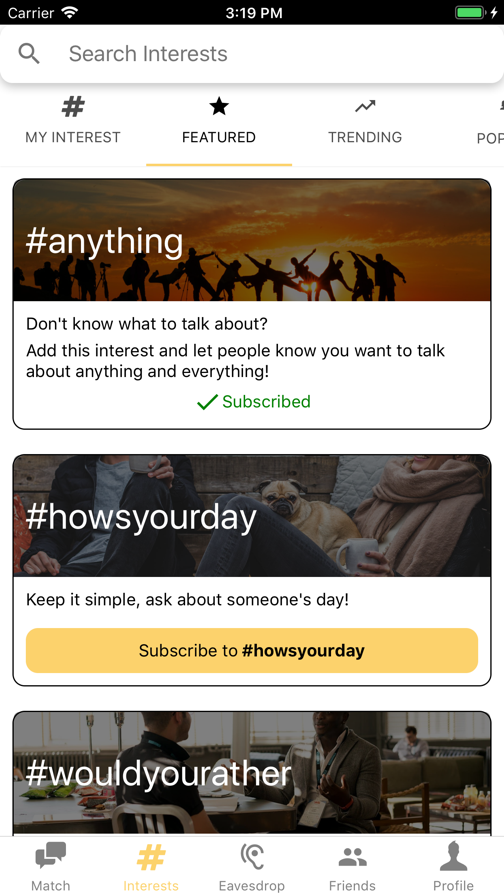 Carrier 3:19 PM
Search Interests
MY INTEREST FEATURED TRENDING POP
#anything
Don't know what to talk about?
Add this interest and let people know you want to talk
about anything and everything!
Subscribed
#howsyourday
Keep it simple, ask about someone's day!
Subscribe to #howsyourday
#wouldyourather
Match Interests Eavesdrop Friends Profile